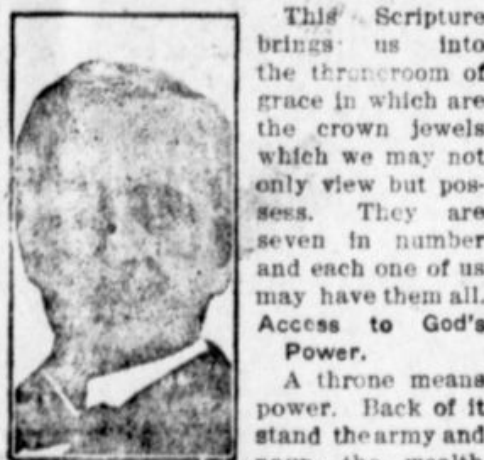 This Scripture
brings us into
the throneroom of
grace in which are
the crown jewels
which we may not
only view but pos-
sess. They are
seven in number
and each one of us
may have them all.
Access to God's
Power.
A throne means
power. Back of it
stand the army and
the wealth